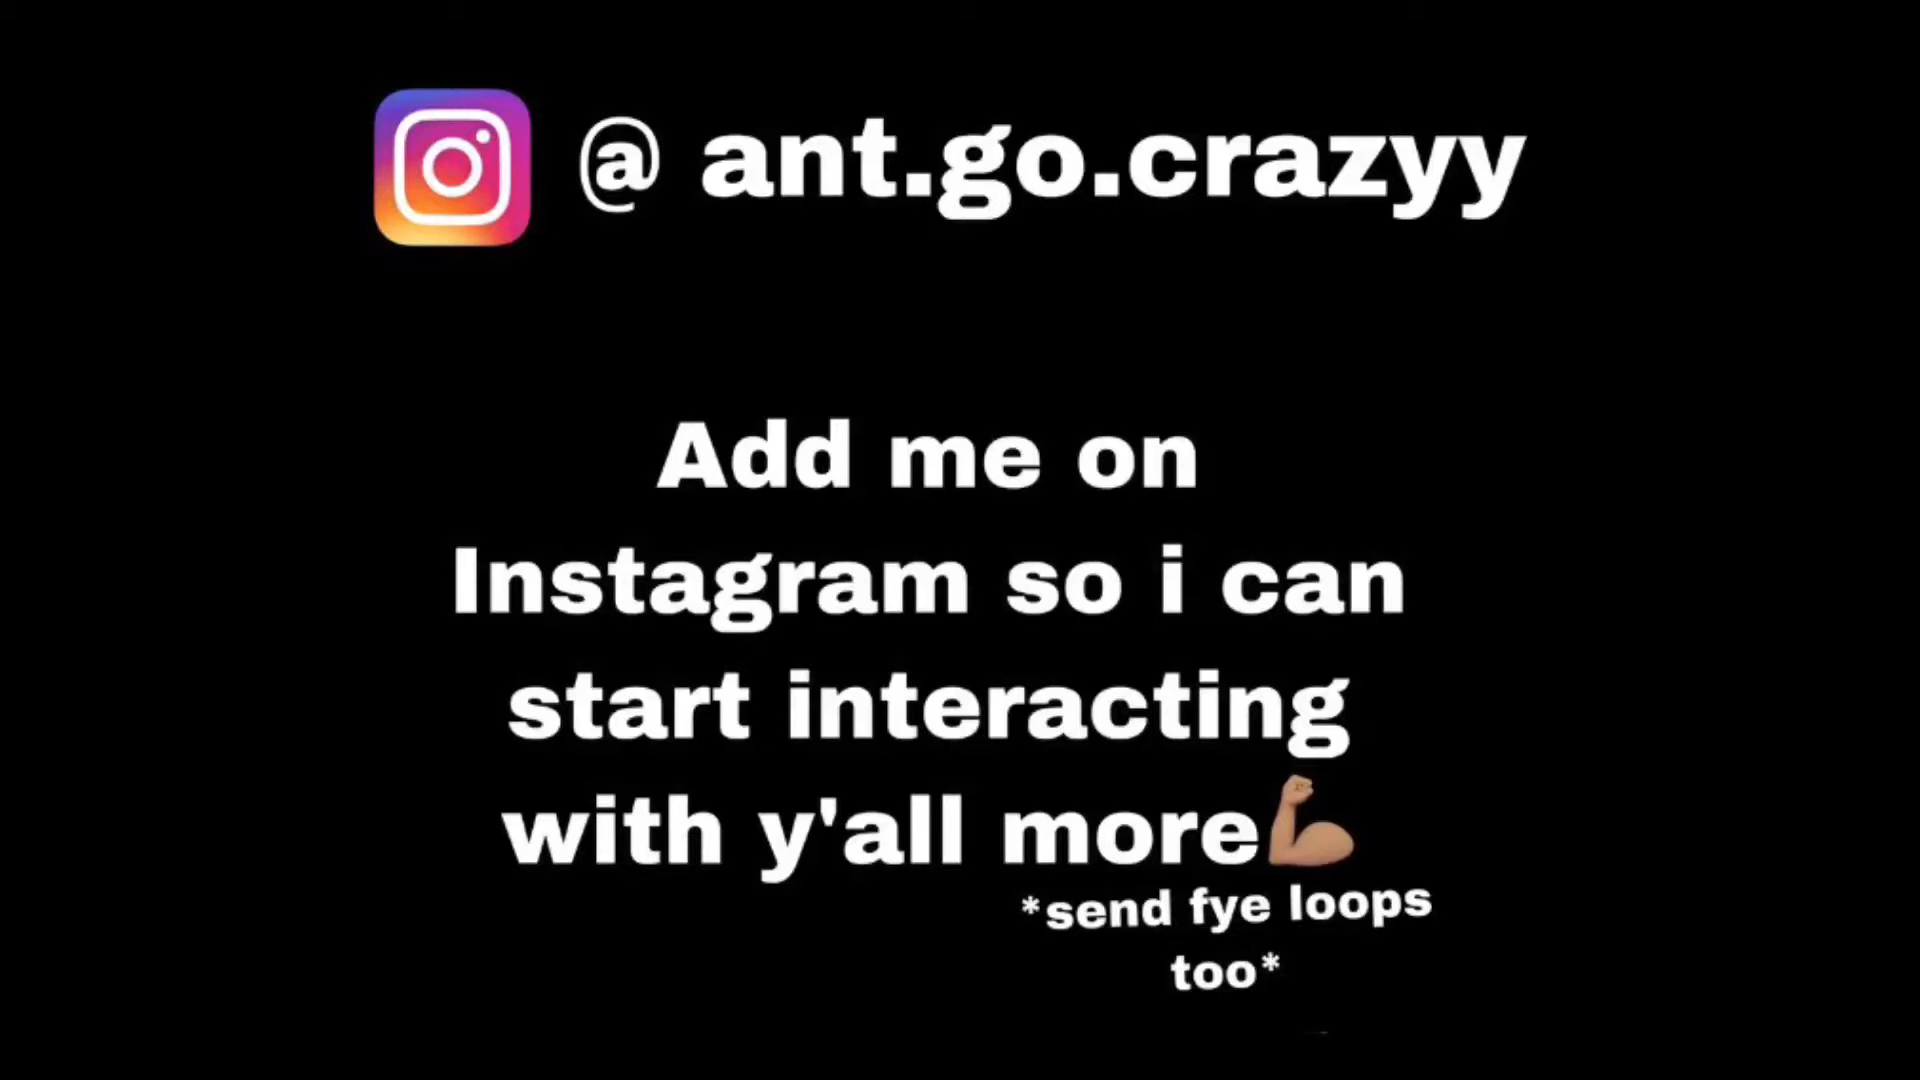 @ ant.go.crazyy
Add me on
Instagram so i can
start interacting
with y'all more💪🏽
*send fye loops
too*